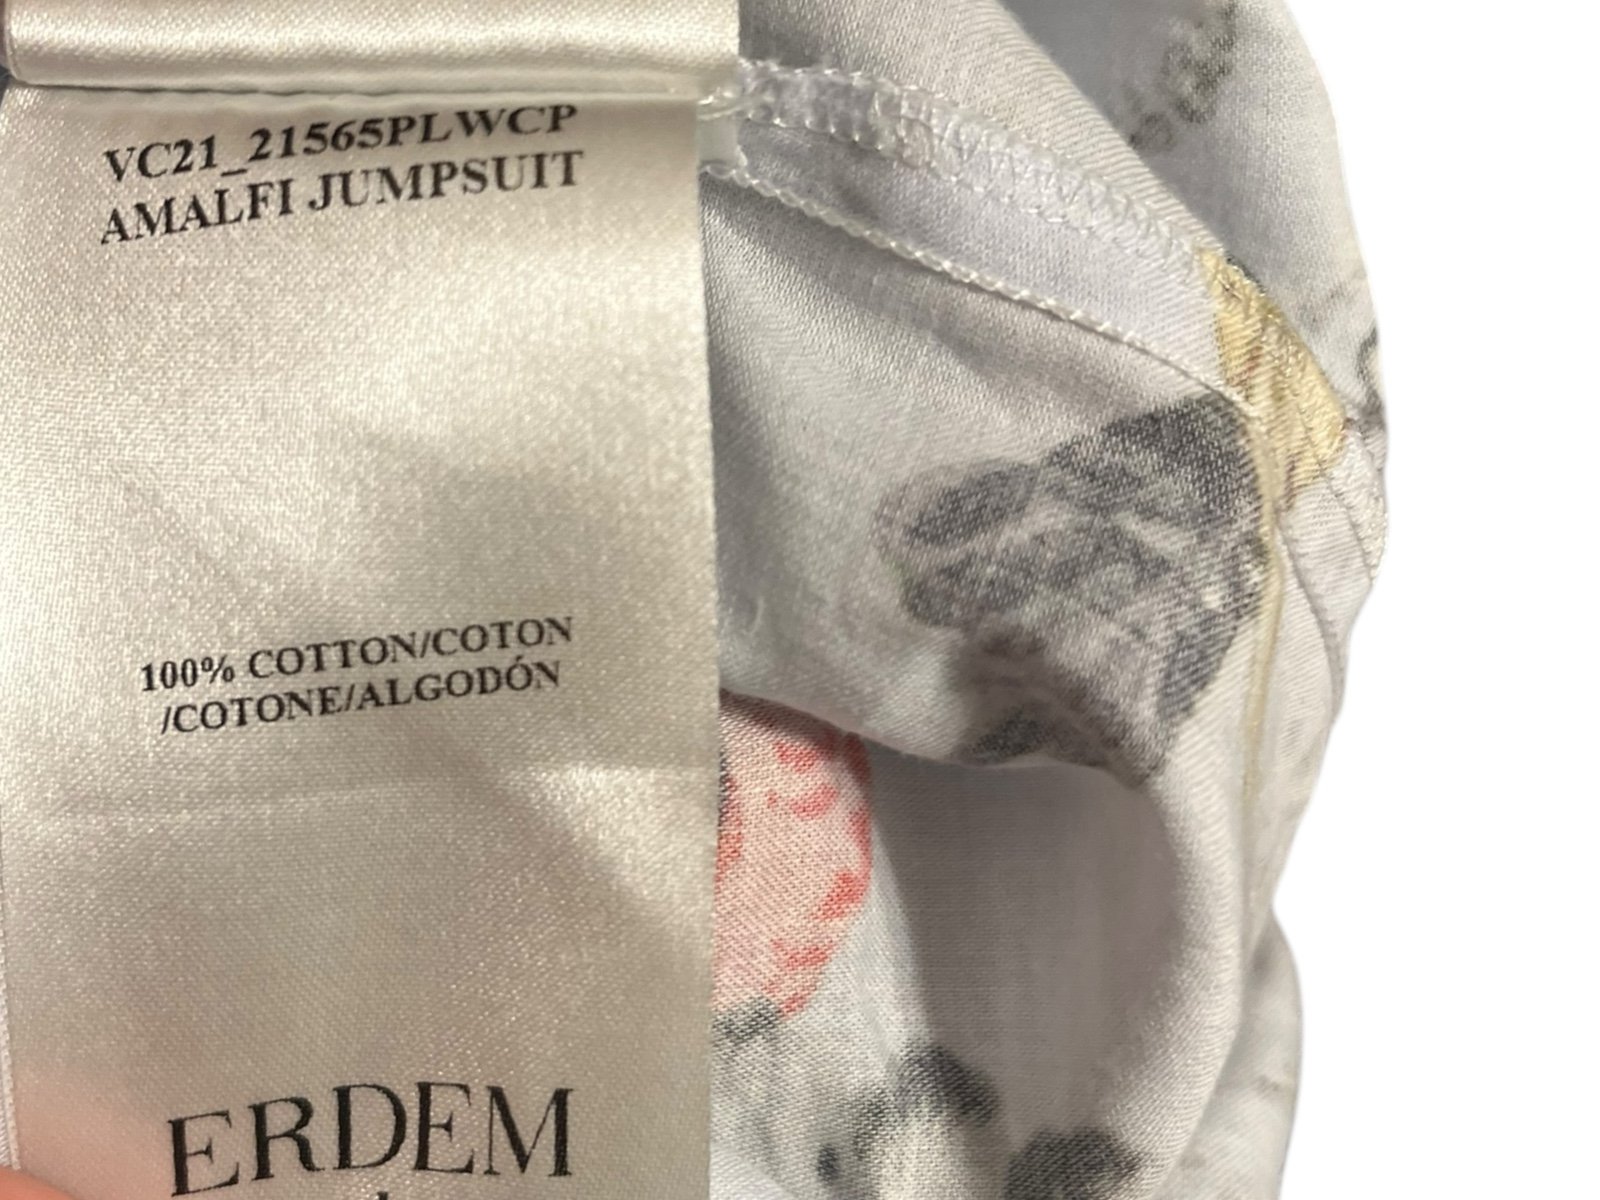 VC21_21565PLWCP
AMALFI JUMPSUIT
100% COTTON/COTON
/COTONE/ALGODÓN
ERDEM